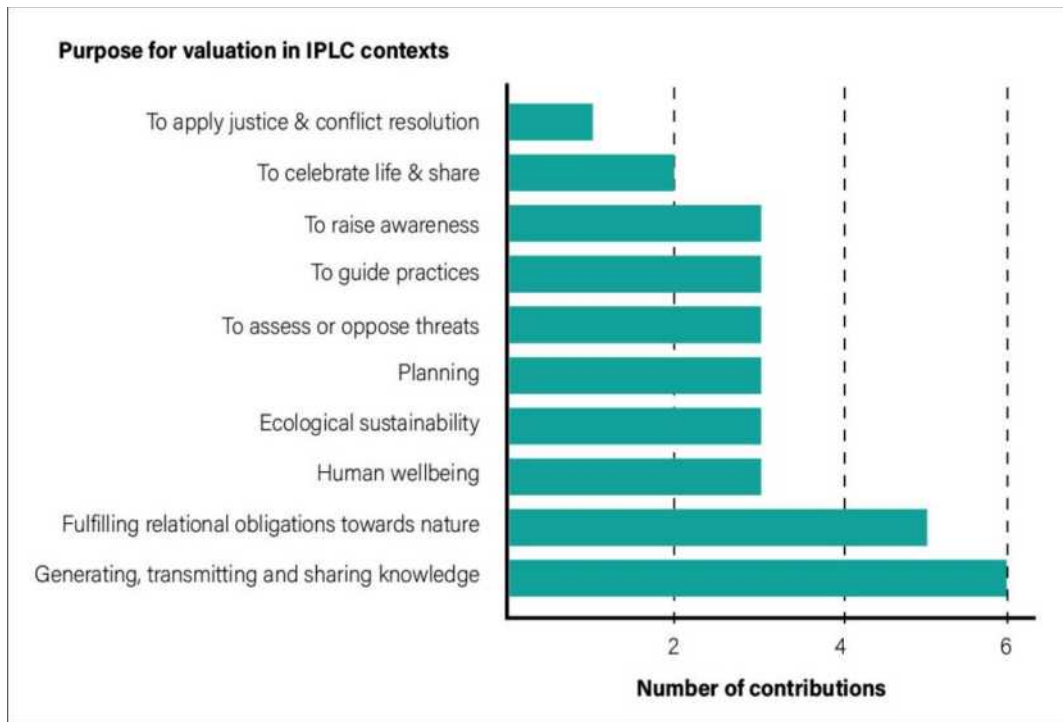 Purpose for valuation in IPLC contexts
To apply justice & conflict resolution
To celebrate life & share
To raise awareness
To guide practices
To assess or oppose threats
Planning
Ecological sustainability
Human wellbeing
Fulfilling relational obligations towards nature
Generating, transmitting and sharing knowledge
2 4 6
Number of contributions